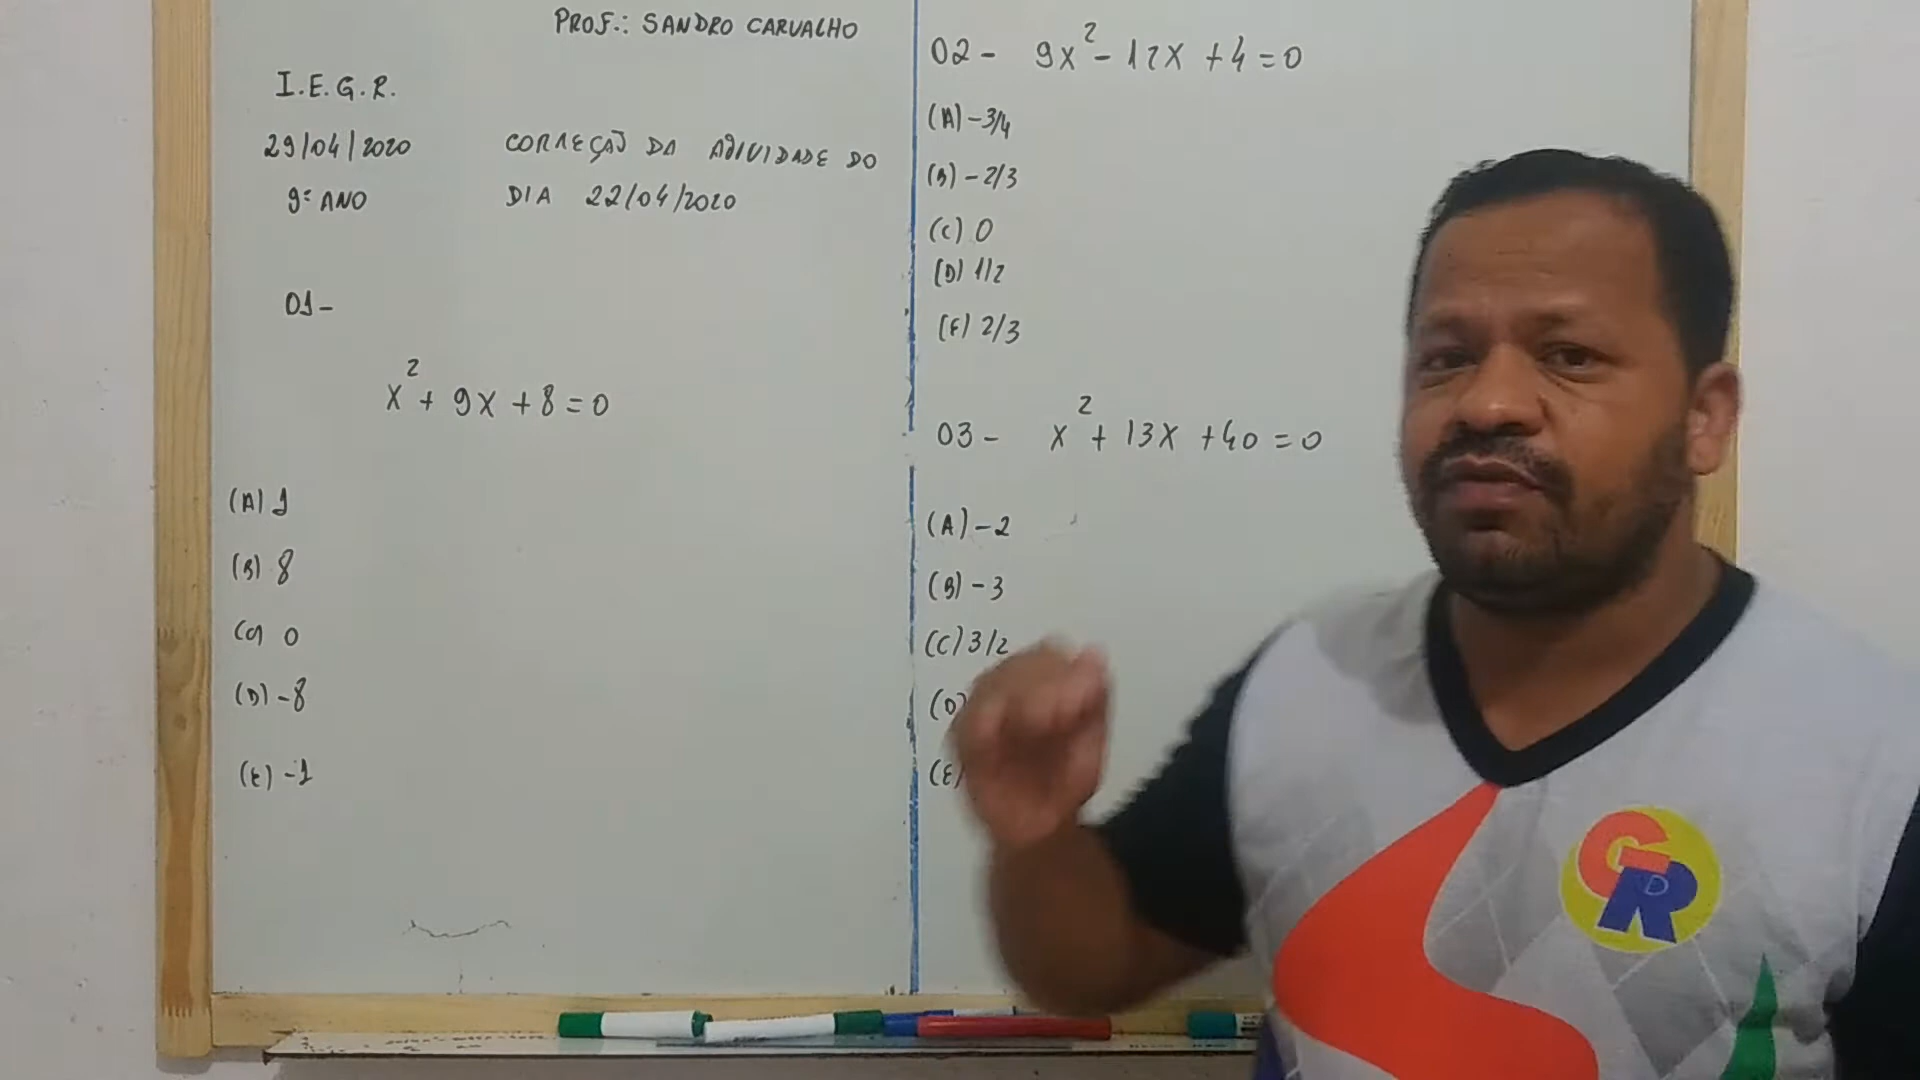 PROF.: SANDRO CARVALHO
I.E.G.R.
29/04/2020
CORREÇÃO DA ATIVIDADE DO
9º ANO
DIA 22/04/2020
01-
x² + 9x + 8 = 0
(A) 1
(B) 8
(C) 0
(D) -8
(E) -1
02- 9x² - 12x + 4 = 0
(A) -3/4
(B) -2/3
(C) 0
(D) 1/2
(E) 2/3
03- x² + 13x + 40 = 0
(A) -2
(B) -3
(C) 3/2
(D)
(E)
GR